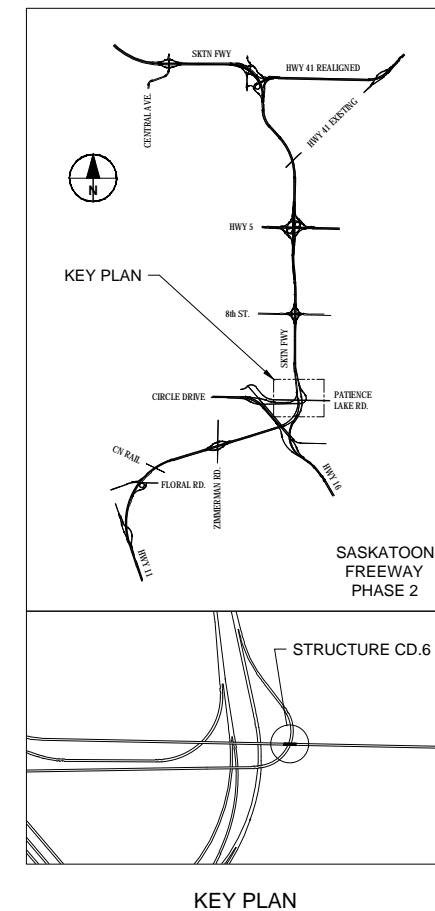 SKTN FWY
HWY 41 REALIGNED
CENTRAL AVE.
HWY 41 EXISTING
N
HWY 5
KEY PLAN
8th ST.
SKTN FWY
CIRCLE DRIVE
PATIENCE
LAKE RD.
CN RAIL
ZIMMERMAN RD.
FLORAL RD.
HWY 16
HWY 11
SASKATOON
FREEWAY
PHASE 2
STRUCTURE CD.6
KEY PLAN